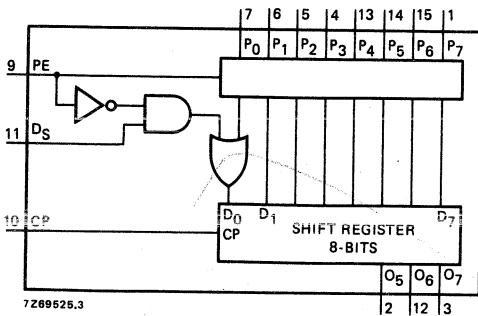 7 6 5 4 13 14 15 1
P0 P1 P2 P3 P4 P5 P6 P7
9 PE
11 DS
D0 D1 D7
10 CP CP
SHIFT REGISTER
8-BITS
O5 O6 O7
7Z69525.3
2 12 3